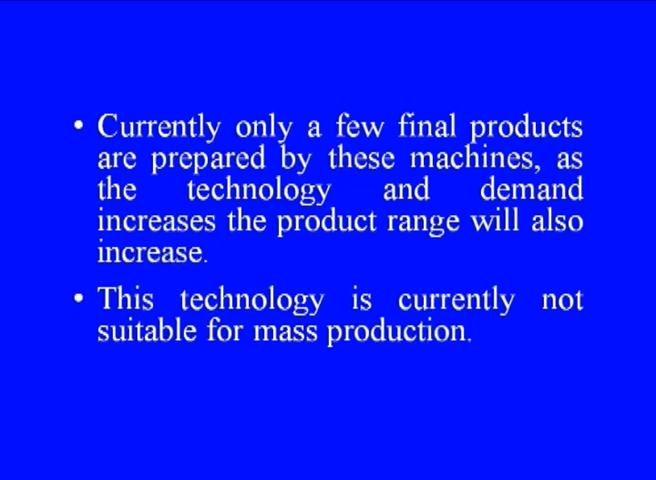 • Currently only a few final products
are prepared by these machines, as
the technology and demand
increases the product range will also
increase.
• This technology is currently not
suitable for mass production.